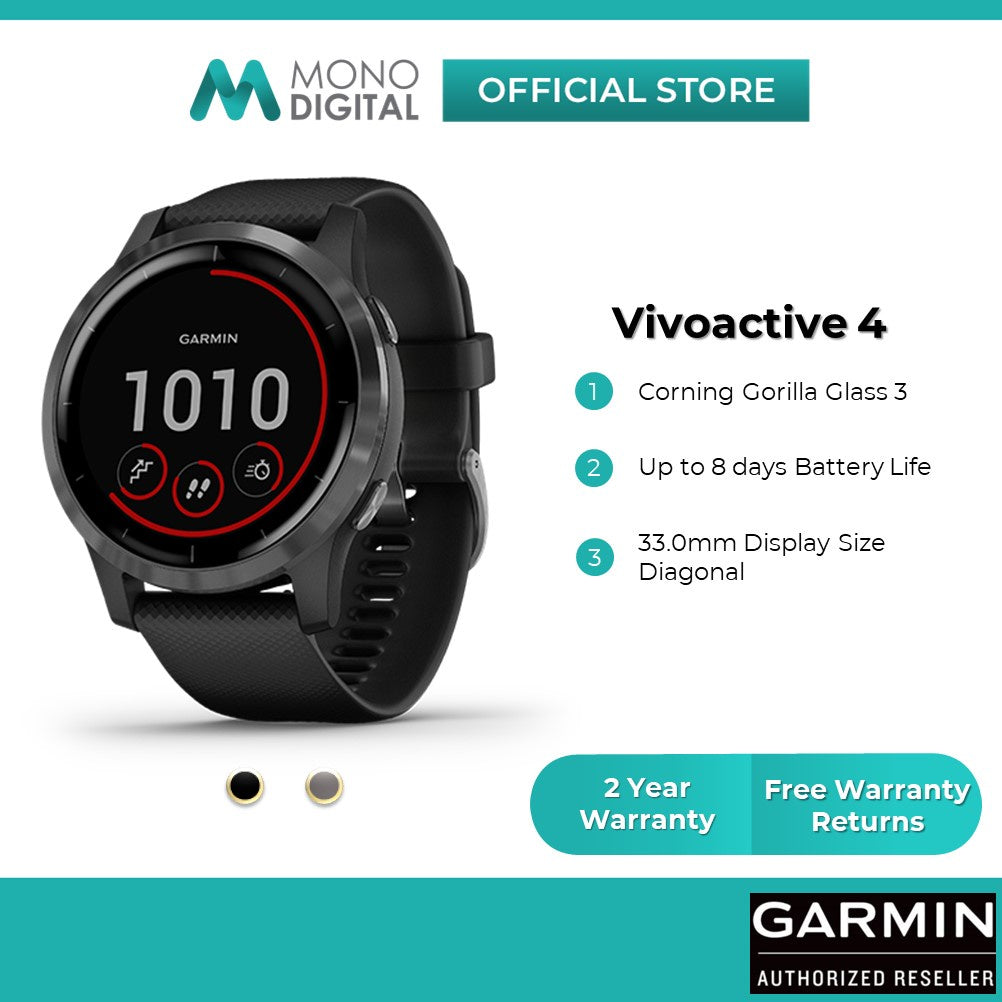 MONO
DIGITAL
OFFICIAL STORE
GARMIN
1010
Vivoactive 4
1 Corning Gorilla Glass 3
2 Up to 8 days Battery Life
3 33.0mm Display Size
Diagonal
2 Year
Warranty
Free Warranty
Returns
GARMIN
AUTHORIZED RESELLER